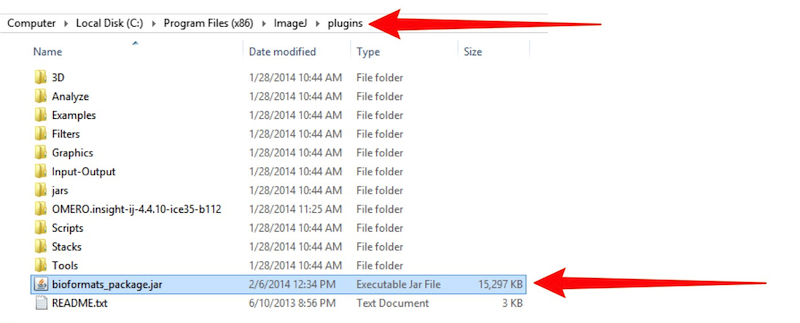 Computer ▸ Local Disk (C:) ▸ Program Files (x86) ▸ ImageJ ▸ plugins
Name Date modified Type Size
3D 1/28/2014 10:44 AM File folder
Analyze 1/28/2014 10:44 AM File folder
Examples 1/28/2014 10:44 AM File folder
Filters 1/28/2014 10:44 AM File folder
Graphics 1/28/2014 10:44 AM File folder
Input-Output 1/28/2014 10:44 AM File folder
jars 1/28/2014 10:44 AM File folder
OMERO.insight-ij-4.4.10-ice35-b112 1/28/2014 11:25 AM File folder
Scripts 1/28/2014 10:44 AM File folder
Stacks 1/28/2014 10:44 AM File folder
Tools 1/28/2014 10:44 AM File folder
bioformats_package.jar 2/6/2014 12:34 PM Executable Jar File 15,297 KB
README.txt 6/10/2013 8:56 PM Text Document 3 KB